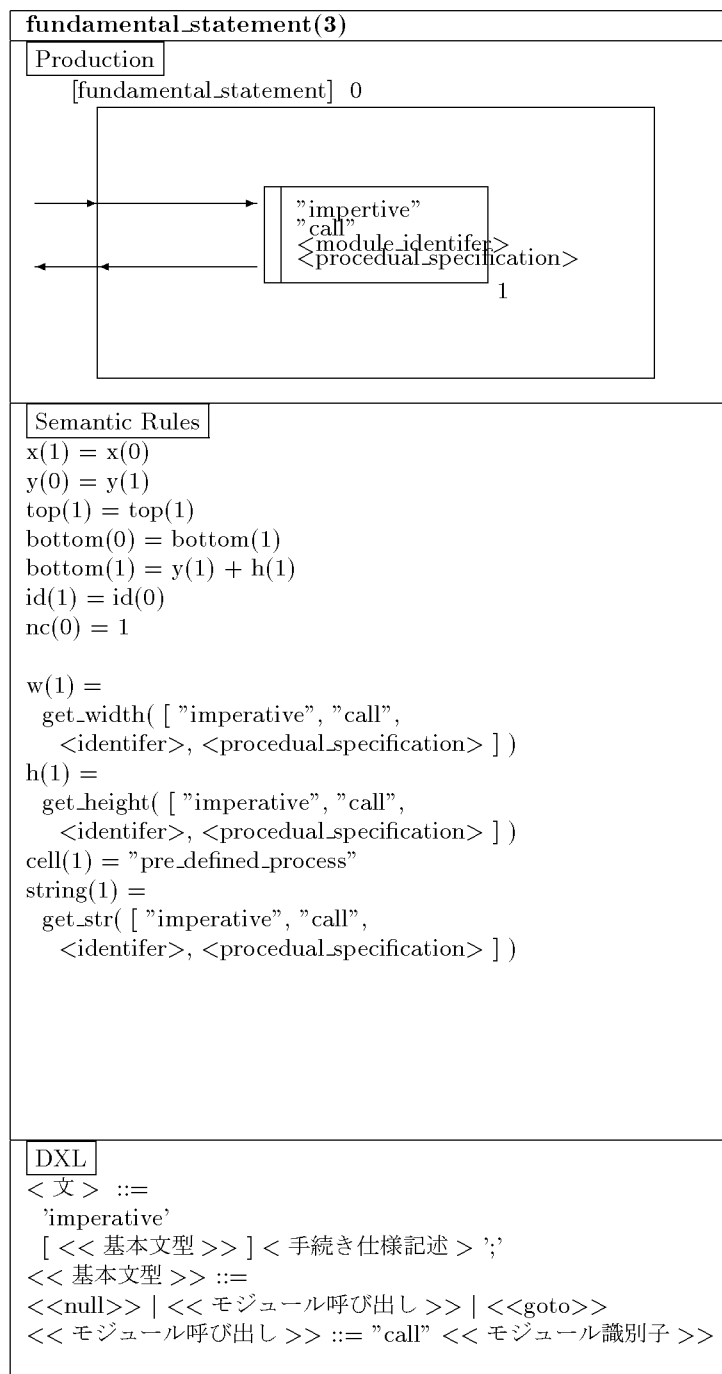 fundamental_statement(3)
Production
[fundamental_statement] 0
"impertive"
"call"
<module_identifer>
<procedual_specification>
1
Semantic Rules
x(1) = x(0)
y(0) = y(1)
top(1) = top(1)
bottom(0) = bottom(1)
bottom(1) = y(1) + h(1)
id(1) = id(0)
nc(0) = 1
w(1) =
get_width( [ "imperative", "call",
<identifer>, <procedual_specification> ] )
h(1) =
get_height( [ "imperative", "call",
<identifer>, <procedual_specification> ] )
cell(1) = "pre_defined_process"
string(1) =
get_str( [ "imperative", "call",
<identifer>, <procedual_specification> ] )
DXL
< 文 > ::=
'imperative'
[ << 基本文型 >> ] < 手続き仕様記述 > ';'
<< 基本文型 >> ::=
<<null>> | << モジュール呼び出し >> | <<goto>>
<< モジュール呼び出し >> ::= "call" << モジュール識別子 >>